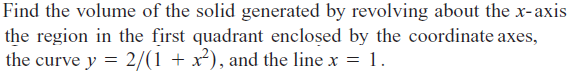 Find the volume of the solid generated by revolving about the x-axis
the region in the first quadrant enclosed by the coordinate axes,
the curve y = 2/(1 + x²), and the line x = 1.